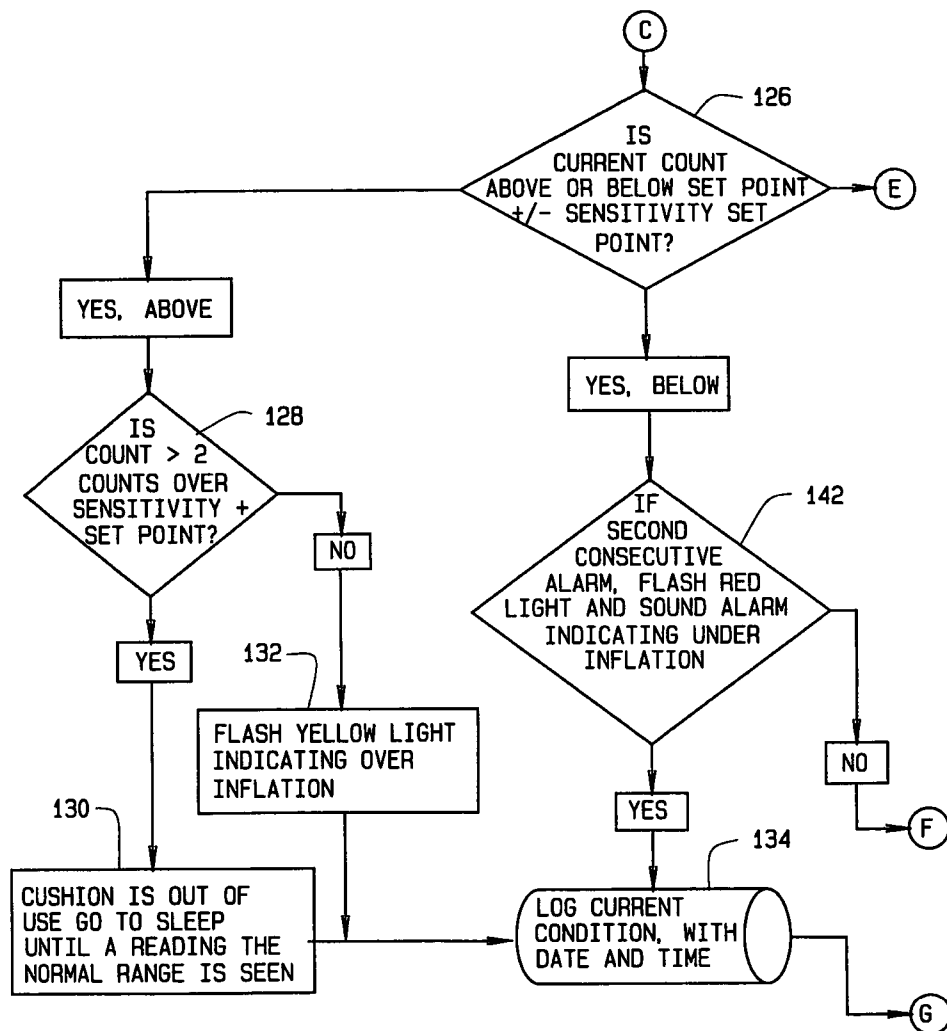 C
126
IS
CURRENT COUNT
ABOVE OR BELOW SET POINT
+/- SENSITIVITY SET
POINT?
E
YES, ABOVE
YES, BELOW
128
IS
COUNT > 2
COUNTS OVER
SENSITIVITY +
SET POINT?
NO
YES
142
IF
SECOND
CONSECUTIVE
ALARM, FLASH RED
LIGHT AND SOUND ALARM
INDICATING UNDER
INFLATION
132
FLASH YELLOW LIGHT
INDICATING OVER
INFLATION
NO
F
YES
130
CUSHION IS OUT OF
USE GO TO SLEEP
UNTIL A READING THE
NORMAL RANGE IS SEEN
134
LOG CURRENT
CONDITION, WITH
DATE AND TIME
G